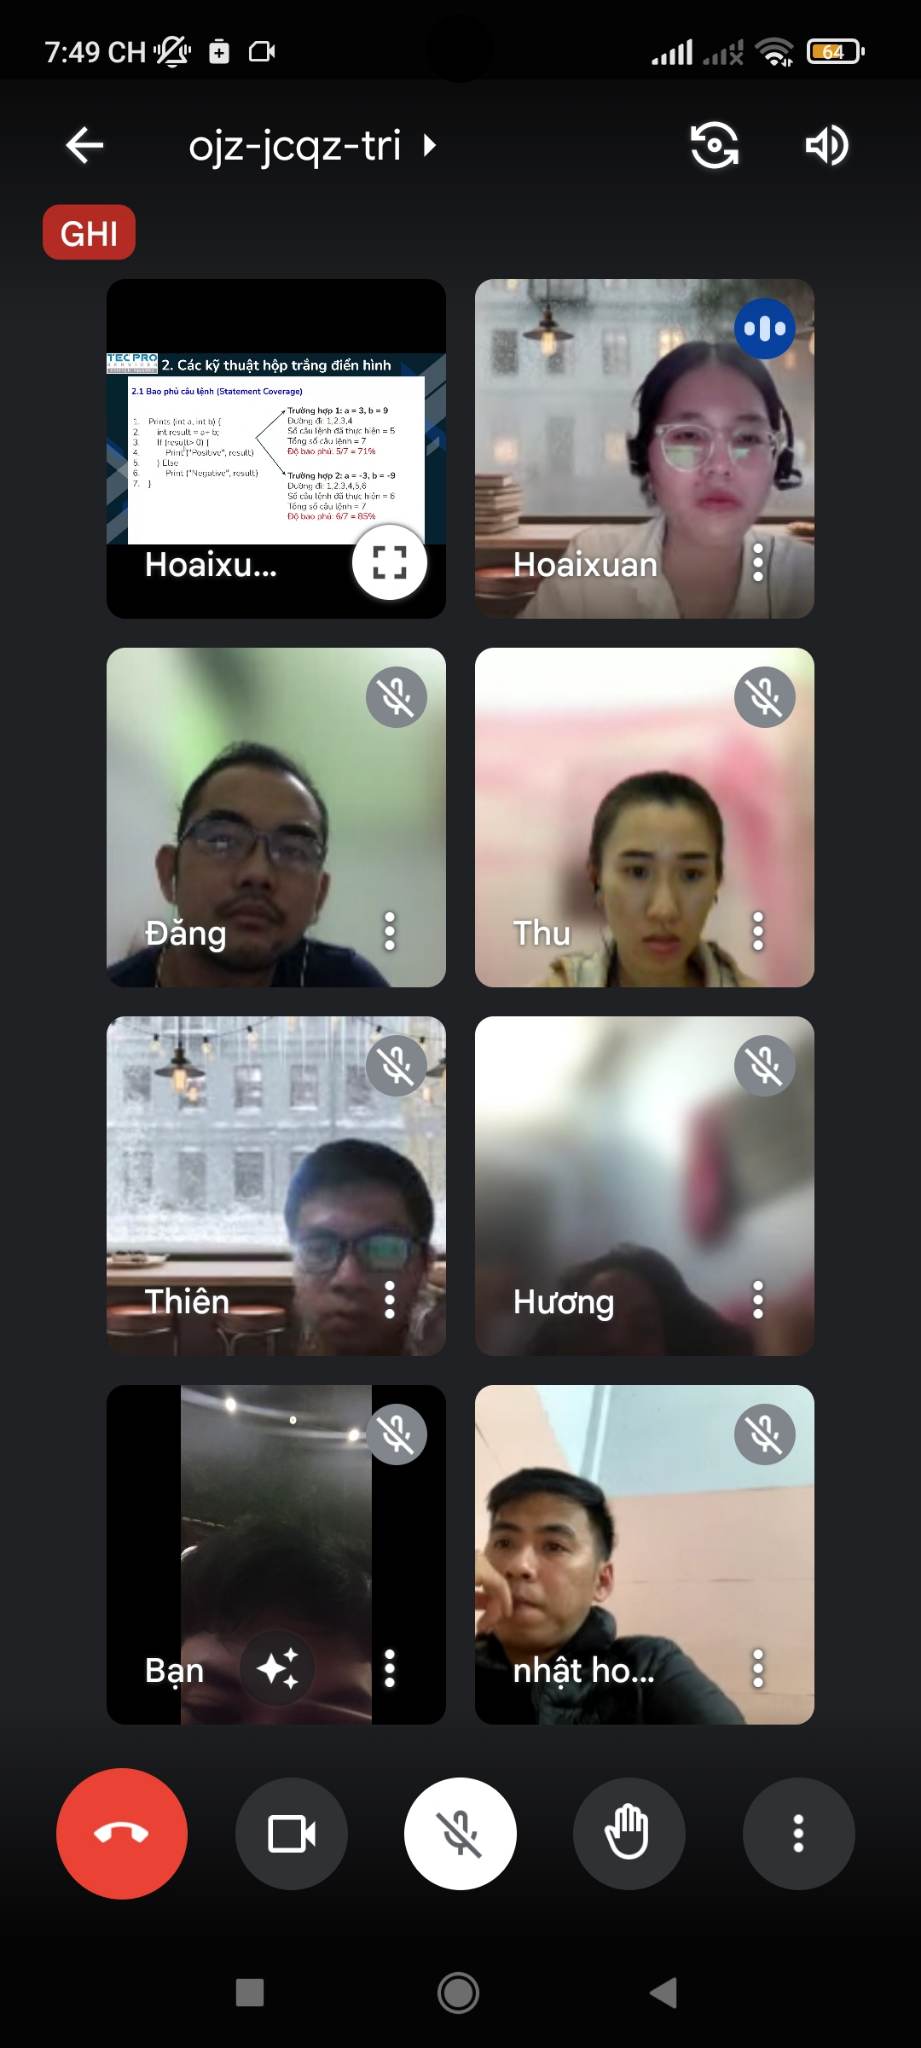 7:49 CH
64
ojz-jcqz-tri
GHI
TEC PRO
2. Các kỹ thuật hộp trắng điển hình
2.1 Bao phủ câu lệnh (Statement Coverage)
1. Prints (int a, int b) {
2. int result = a+ b;
3. If (result> 0) {
4. Print ("Positive", result)
5. } Else
6. Print ("Negative", result)
7. }
Trường hợp 1: a = 3, b = 9
Đường đi: 1,2,3,4
Số câu lệnh đã thực hiện = 5
Tổng số câu lệnh = 7
Độ bao phủ: 5/7 = 71%
Trường hợp 2: a = -3, b = -9
Đường đi: 1,2,3,4,5,6
Số câu lệnh đã thực hiện = 6
Tổng số câu lệnh = 7
Độ bao phủ: 6/7 = 85%
Hoaixu...
Hoaixuan
Đăng
Thu
Thiên
Hương
Bạn
nhật ho...